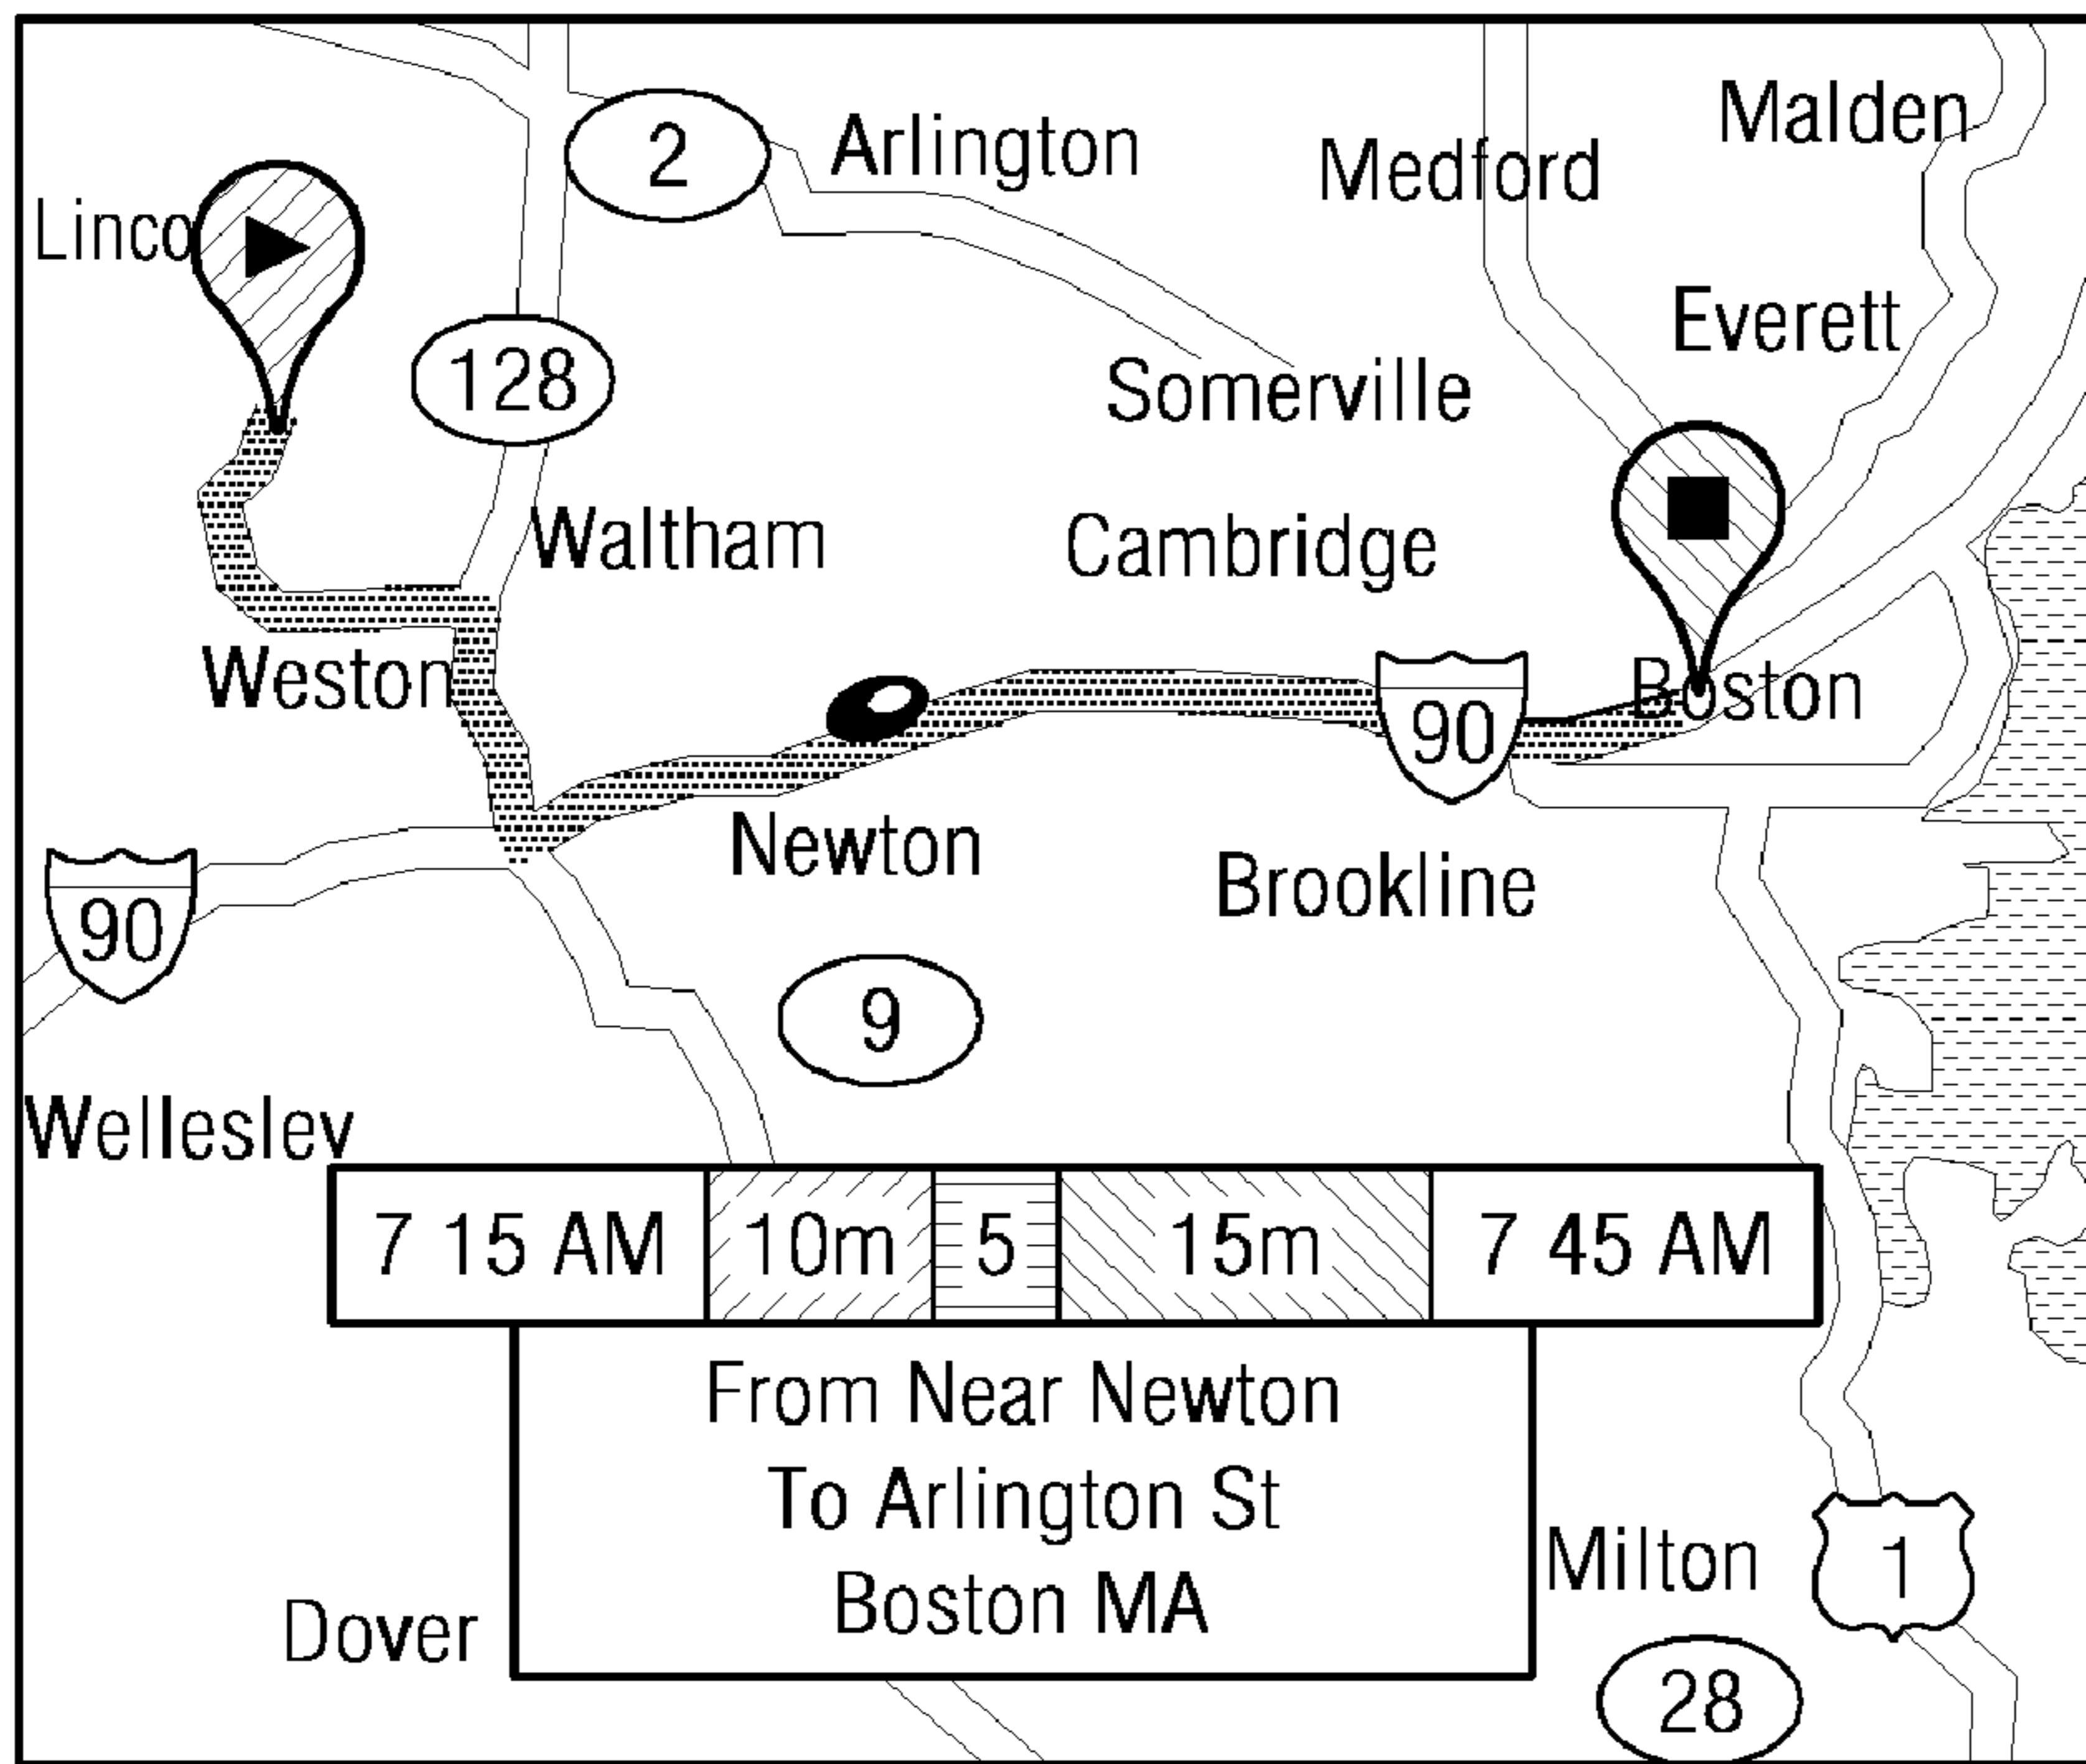 Malden
2
Arlington
Medford
Linco
Everett
128
Somerville
Waltham
Cambridge
Weston
Boston
90
Newton
Brookline
90
9
Welleslev
7 15 AM 10m 5 15m 7 45 AM
From Near Newton
To Arlington St
Boston MA
Milton
1
Dover
28